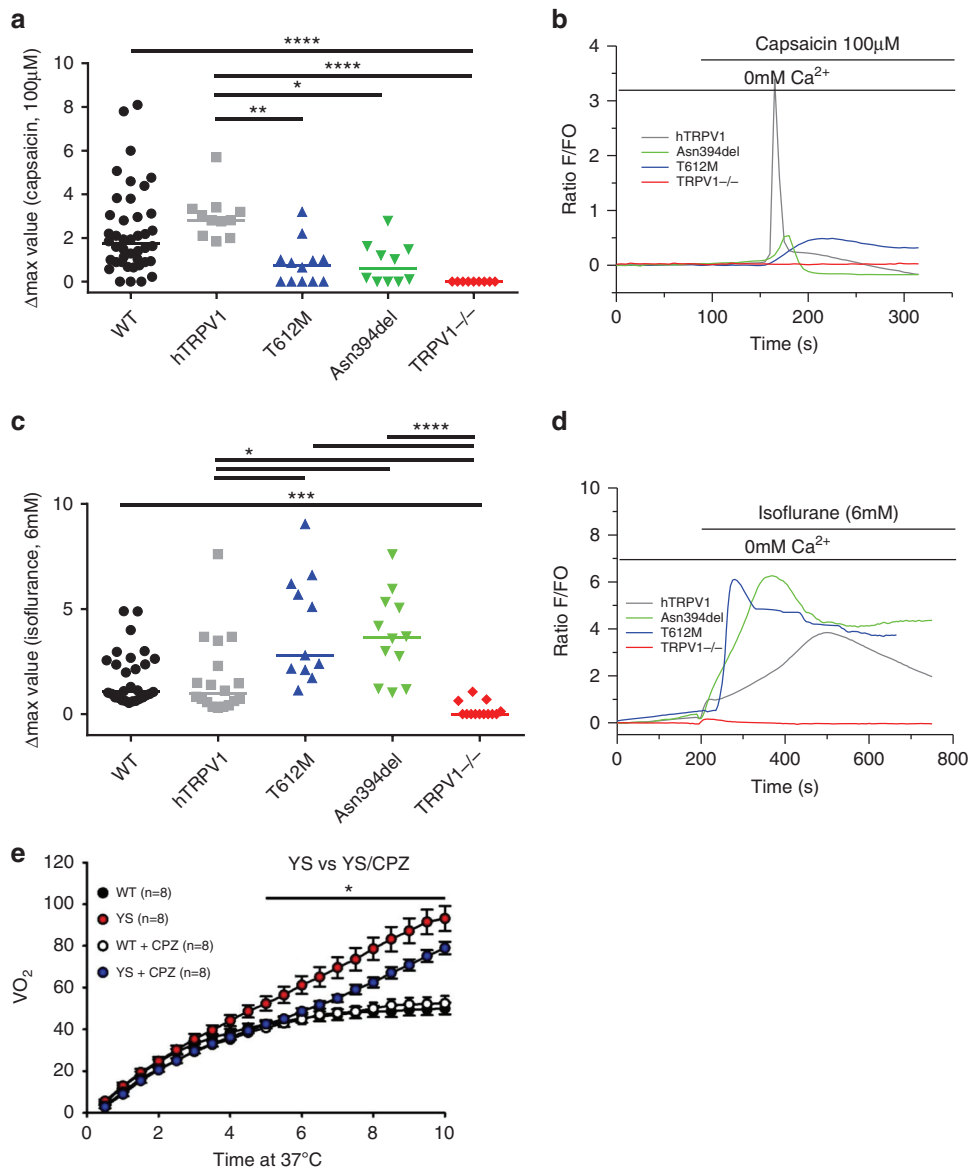 a
****
****
*
**
10
8
6
4
2
0
Δmax value (capsaicin, 100μM)
WT
hTRPV1
T612M
Asn394del
TRPV1−/−
b
Capsaicin 100μM
0mM Ca2+
4
3
2
1
0
Ratio F/FO
hTRPV1
Asn394del
T612M
TRPV1−/−
0
100
200
300
Time (s)
c
****
*
***
10
5
0
Δmax value (isoflurance, 6mM)
WT
hTRPV1
T612M
Asn394del
TRPV1−/−
d
Isoflurane (6mM)
0mM Ca2+
10
8
6
4
2
0
Ratio F/FO
hTRPV1
Asn394del
T612M
TRPV1−/−
0
200
400
600
800
Time (s)
e
YS vs YS/CPZ
*
120
100
80
60
40
20
0
VO2
WT (n=8)
YS (n=8)
WT + CPZ (n=8)
YS + CPZ (n=8)
0
2
4
6
8
10
Time at 37°C